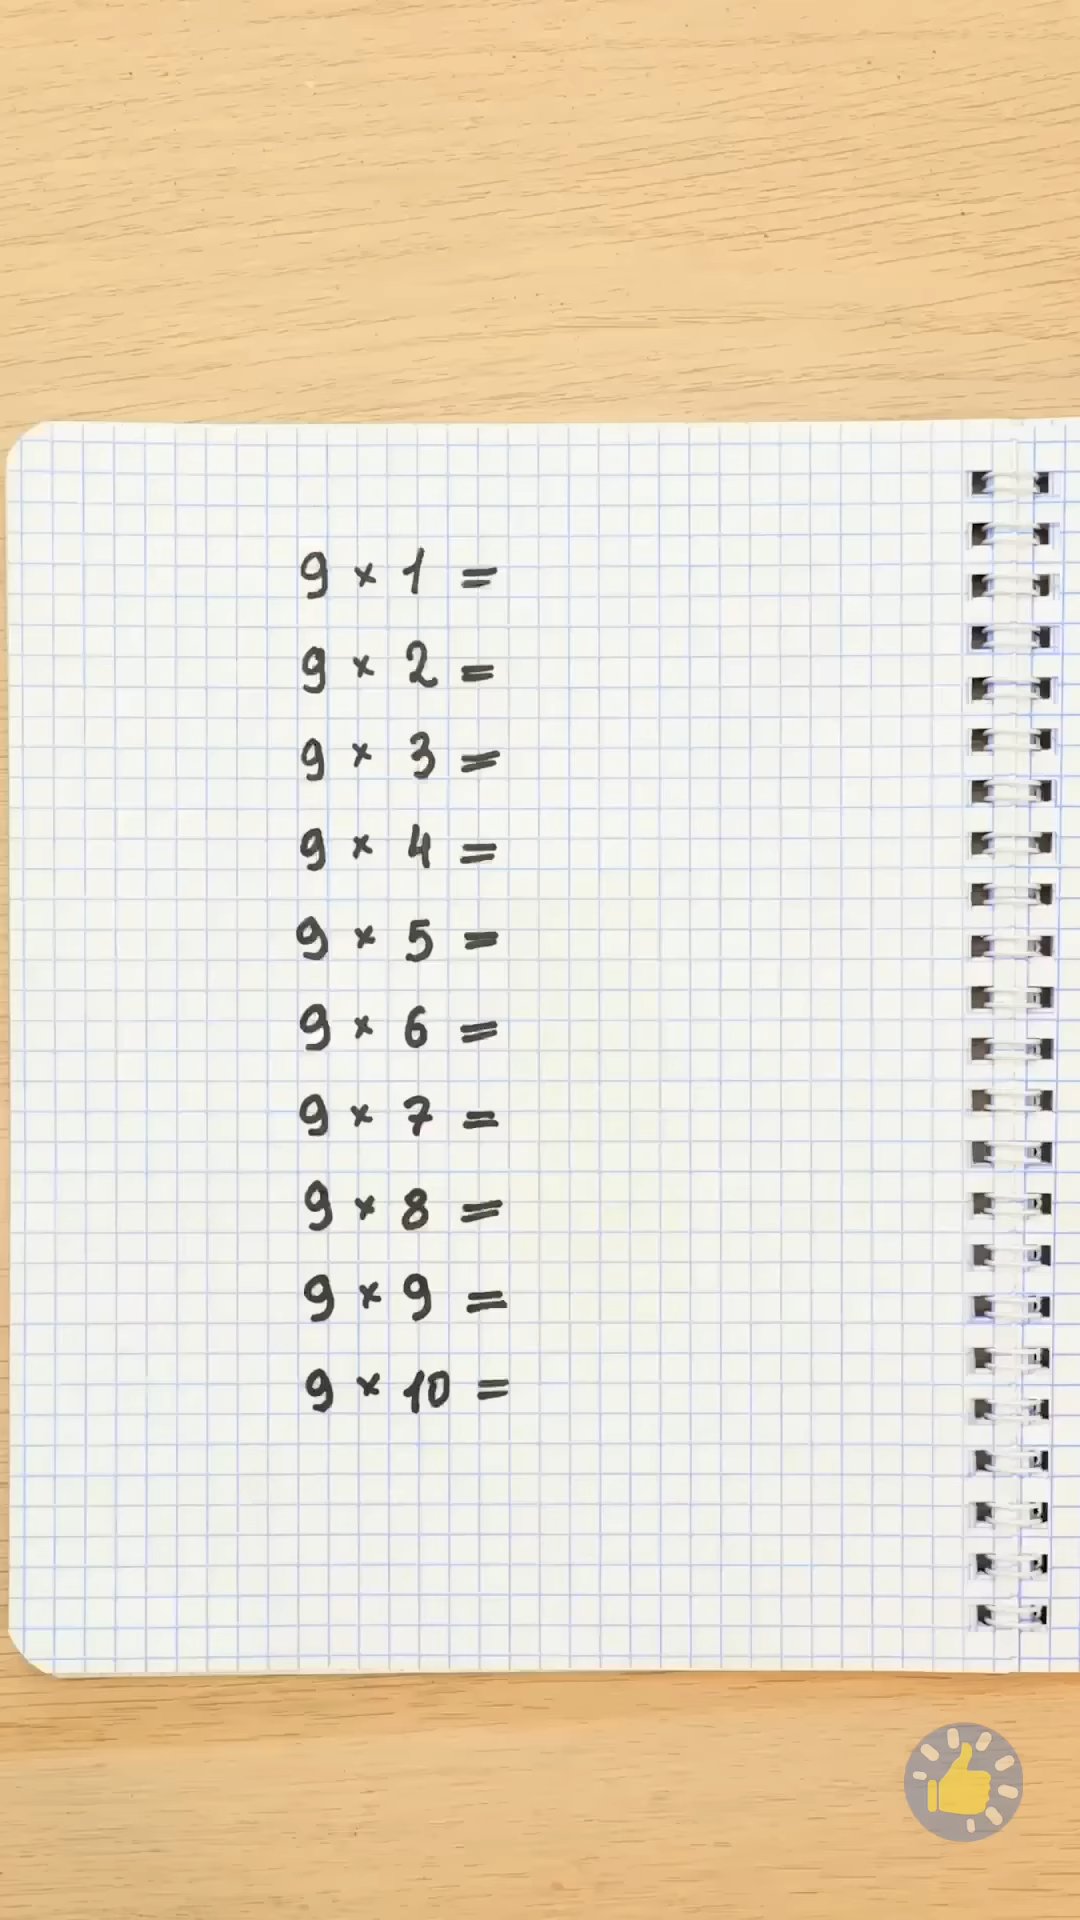 9 × 1 =
9 × 2 =
9 × 3 =
9 × 4 =
9 × 5 =
9 × 6 =
9 × 7 =
9 × 8 =
9 × 9 =
9 × 10 =